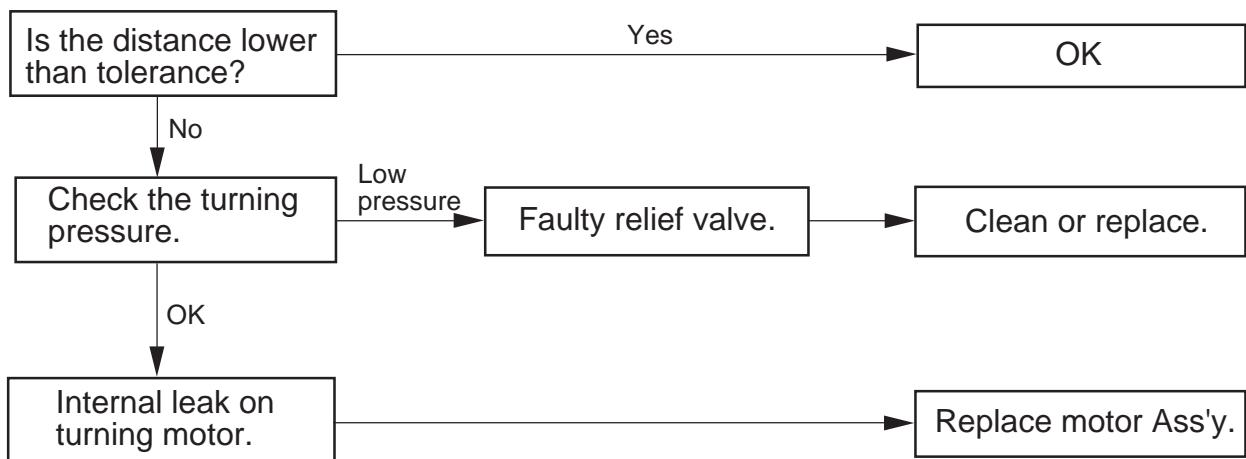 Is the distance lower
than tolerance?
Yes
OK
No
Check the turning
pressure.
Low
pressure
Faulty relief valve.
Clean or replace.
OK
Internal leak on
turning motor.
Replace motor Ass'y.